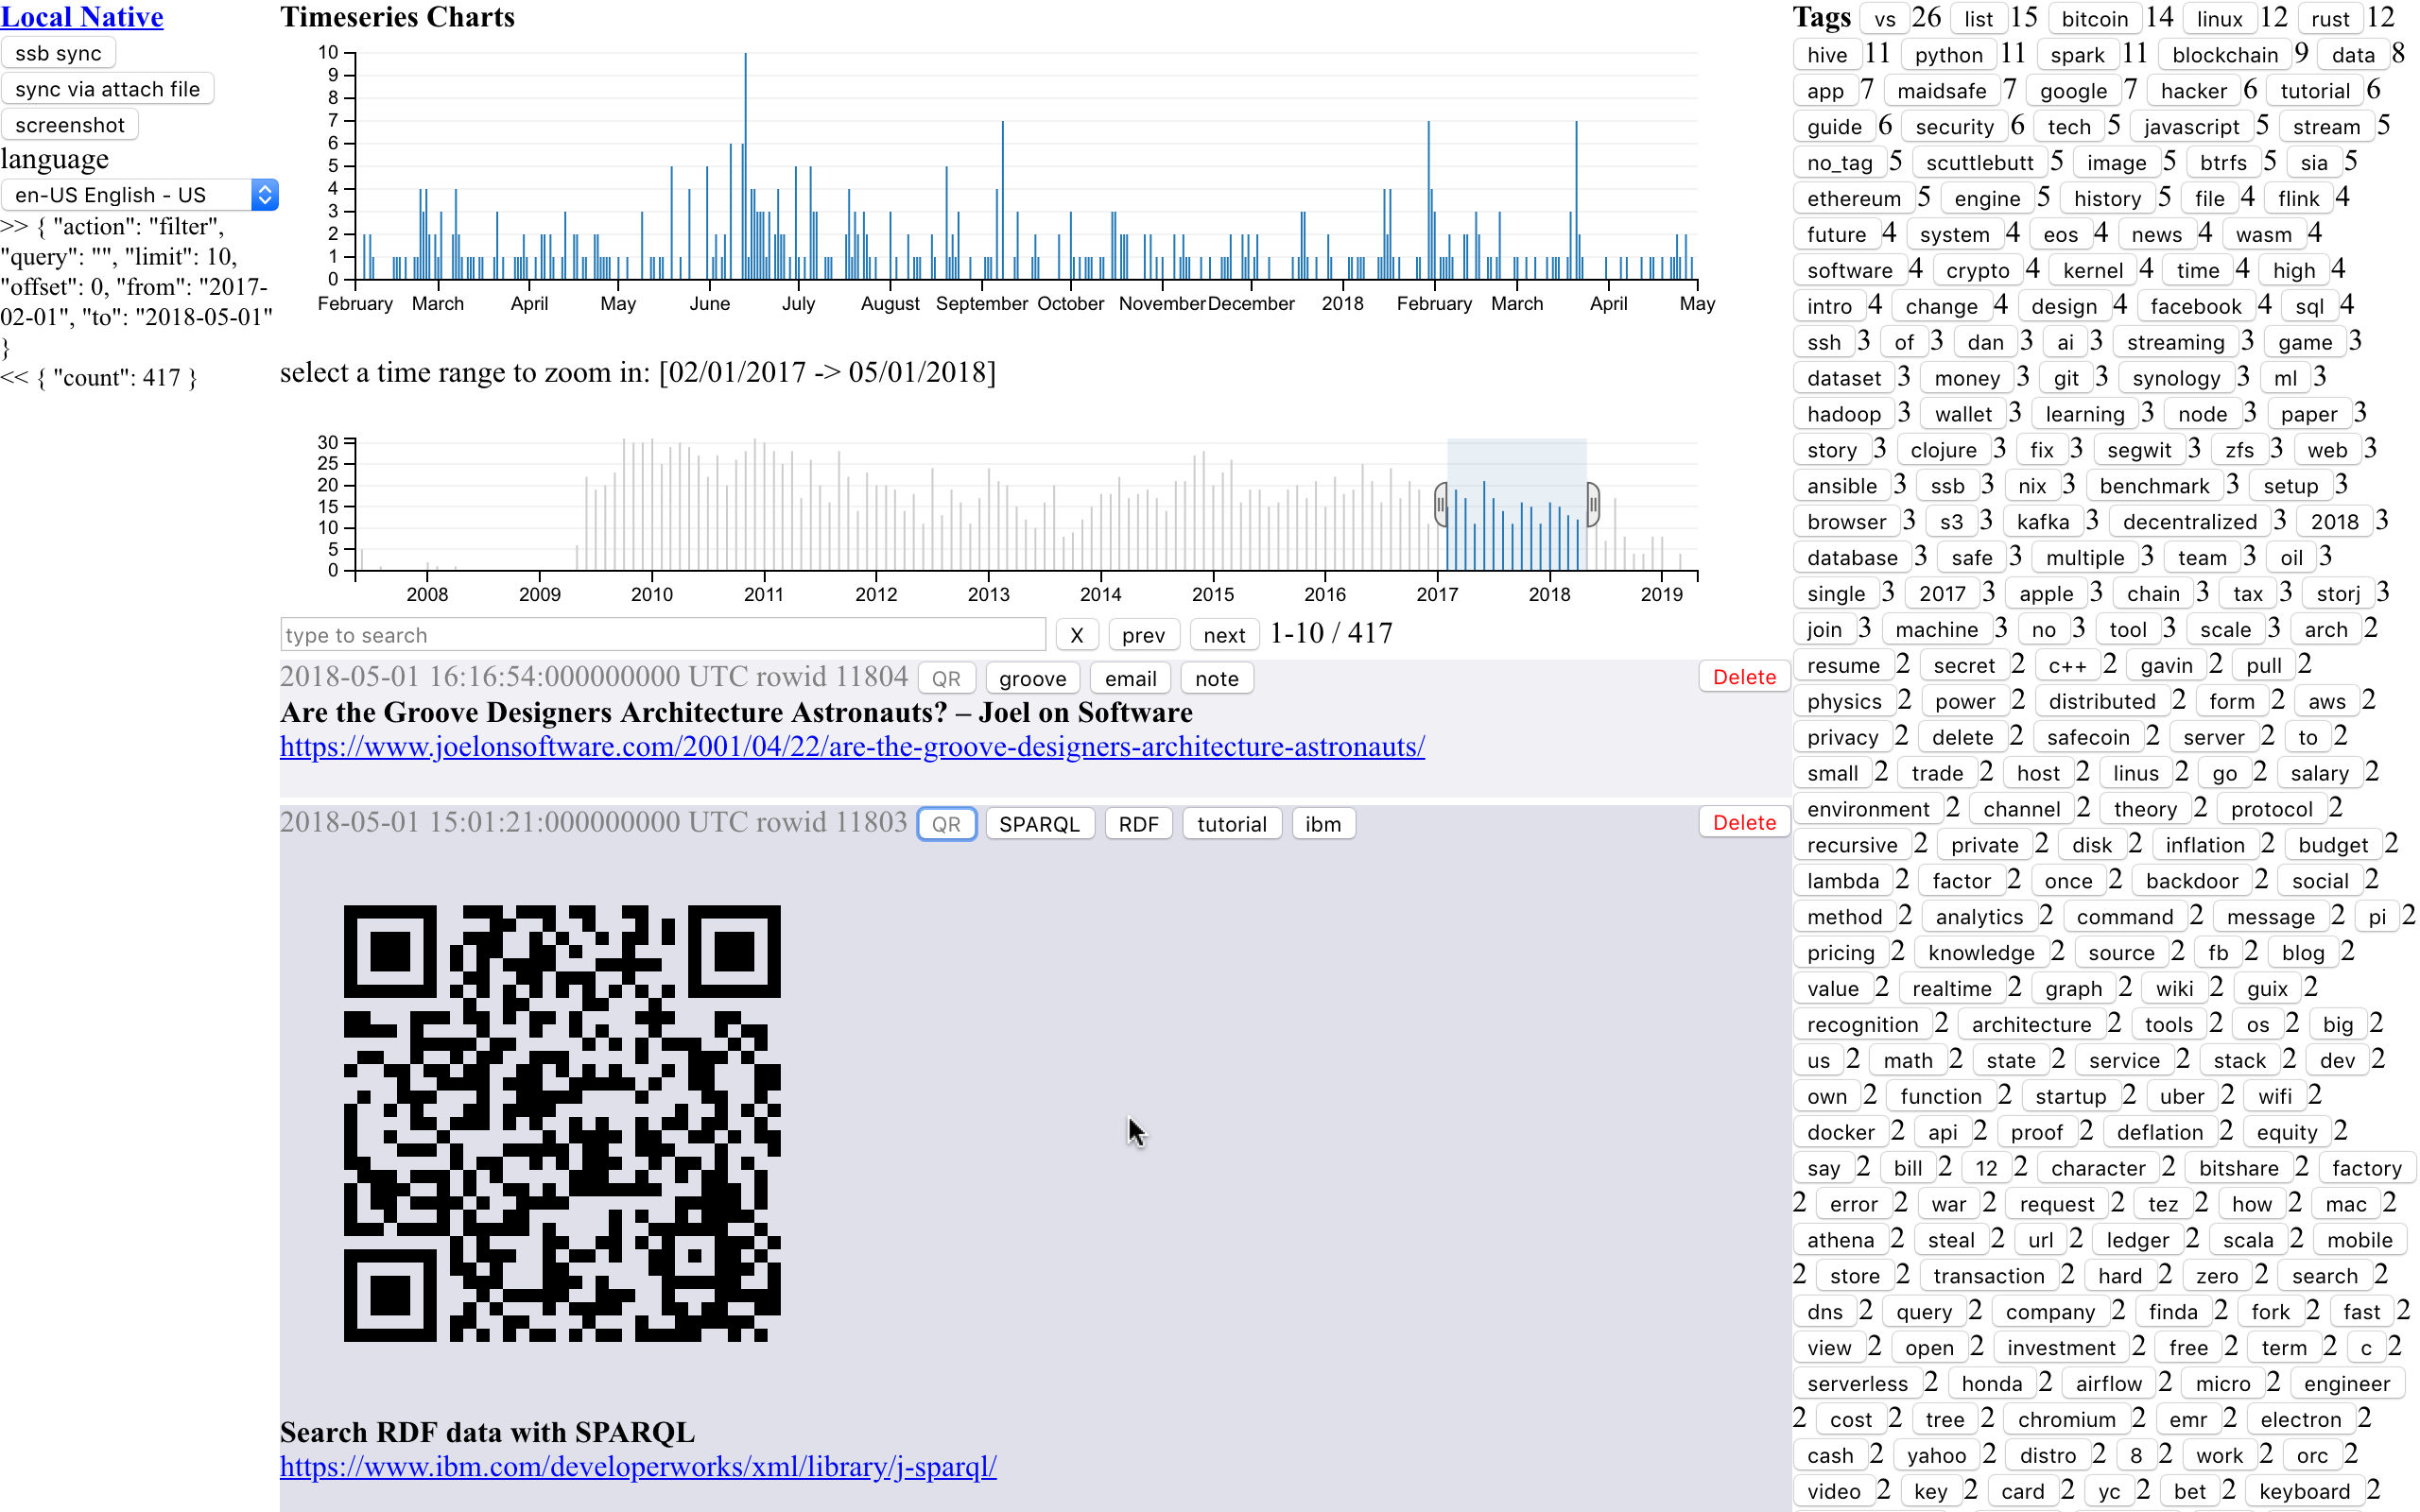 Local Native
ssb sync
sync via attach file
screenshot
language
en-US English - US
>> { "action": "filter",
"query": "", "limit": 10,
"offset": 0, "from": "2017-
02-01", "to": "2018-05-01"
}
<< { "count": 417 }
Timeseries Charts
10
9
8
7
6
5
4
3
2
1
0
February March April May June July August September October November December 2018 February March April May
select a time range to zoom in: [02/01/2017 -> 05/01/2018]
30
25
20
15
10
5
0
2008 2009 2010 2011 2012 2013 2014 2015 2016 2017 2018 2019
type to search X prev next 1-10 / 417
2018-05-01 16:16:54:000000000 UTC rowid 11804 QR groove email note Delete
Are the Groove Designers Architecture Astronauts? – Joel on Software
https://www.joelonsoftware.com/2001/04/22/are-the-groove-designers-architecture-astronauts/
2018-05-01 15:01:21:000000000 UTC rowid 11803 QR SPARQL RDF tutorial ibm Delete
Search RDF data with SPARQL
https://www.ibm.com/developerworks/xml/library/j-sparql/
Tags vs 26 list 15 bitcoin 14 linux 12 rust 12
hive 11 python 11 spark 11 blockchain 9 data 8
app 7 maidsafe 7 google 7 hacker 6 tutorial 6
guide 6 security 6 tech 5 javascript 5 stream 5
no_tag 5 scuttlebutt 5 image 5 btrfs 5 sia 5
ethereum 5 engine 5 history 5 file 4 flink 4
future 4 system 4 eos 4 news 4 wasm 4
software 4 crypto 4 kernel 4 time 4 high 4
intro 4 change 4 design 4 facebook 4 sql 4
ssh 3 of 3 dan 3 ai 3 streaming 3 game 3
dataset 3 money 3 git 3 synology 3 ml 3
hadoop 3 wallet 3 learning 3 node 3 paper 3
story 3 clojure 3 fix 3 segwit 3 zfs 3 web 3
ansible 3 ssb 3 nix 3 benchmark 3 setup 3
browser 3 s3 3 kafka 3 decentralized 3 2018 3
database 3 safe 3 multiple 3 team 3 oil 3
single 3 2017 3 apple 3 chain 3 tax 3 storj 3
join 3 machine 3 no 3 tool 3 scale 3 arch 2
resume 2 secret 2 c++ 2 gavin 2 pull 2
physics 2 power 2 distributed 2 form 2 aws 2
privacy 2 delete 2 safecoin 2 server 2 to 2
small 2 trade 2 host 2 linus 2 go 2 salary 2
environment 2 channel 2 theory 2 protocol 2
recursive 2 private 2 disk 2 inflation 2 budget 2
lambda 2 factor 2 once 2 backdoor 2 social 2
method 2 analytics 2 command 2 message 2 pi 2
pricing 2 knowledge 2 source 2 fb 2 blog 2
value 2 realtime 2 graph 2 wiki 2 guix 2
recognition 2 architecture 2 tools 2 os 2 big 2
us 2 math 2 state 2 service 2 stack 2 dev 2
own 2 function 2 startup 2 uber 2 wifi 2
docker 2 api 2 proof 2 deflation 2 equity 2
say 2 bill 2 12 2 character 2 bitshare 2 factory
2 error 2 war 2 request 2 tez 2 how 2 mac 2
athena 2 steal 2 url 2 ledger 2 scala 2 mobile
2 store 2 transaction 2 hard 2 zero 2 search 2
dns 2 query 2 company 2 finda 2 fork 2 fast 2
view 2 open 2 investment 2 free 2 term 2 c 2
serverless 2 honda 2 airflow 2 micro 2 engineer
2 cost 2 tree 2 chromium 2 emr 2 electron 2
cash 2 yahoo 2 distro 2 8 2 work 2 orc 2
video 2 key 2 card 2 yc 2 bet 2 keyboard 2